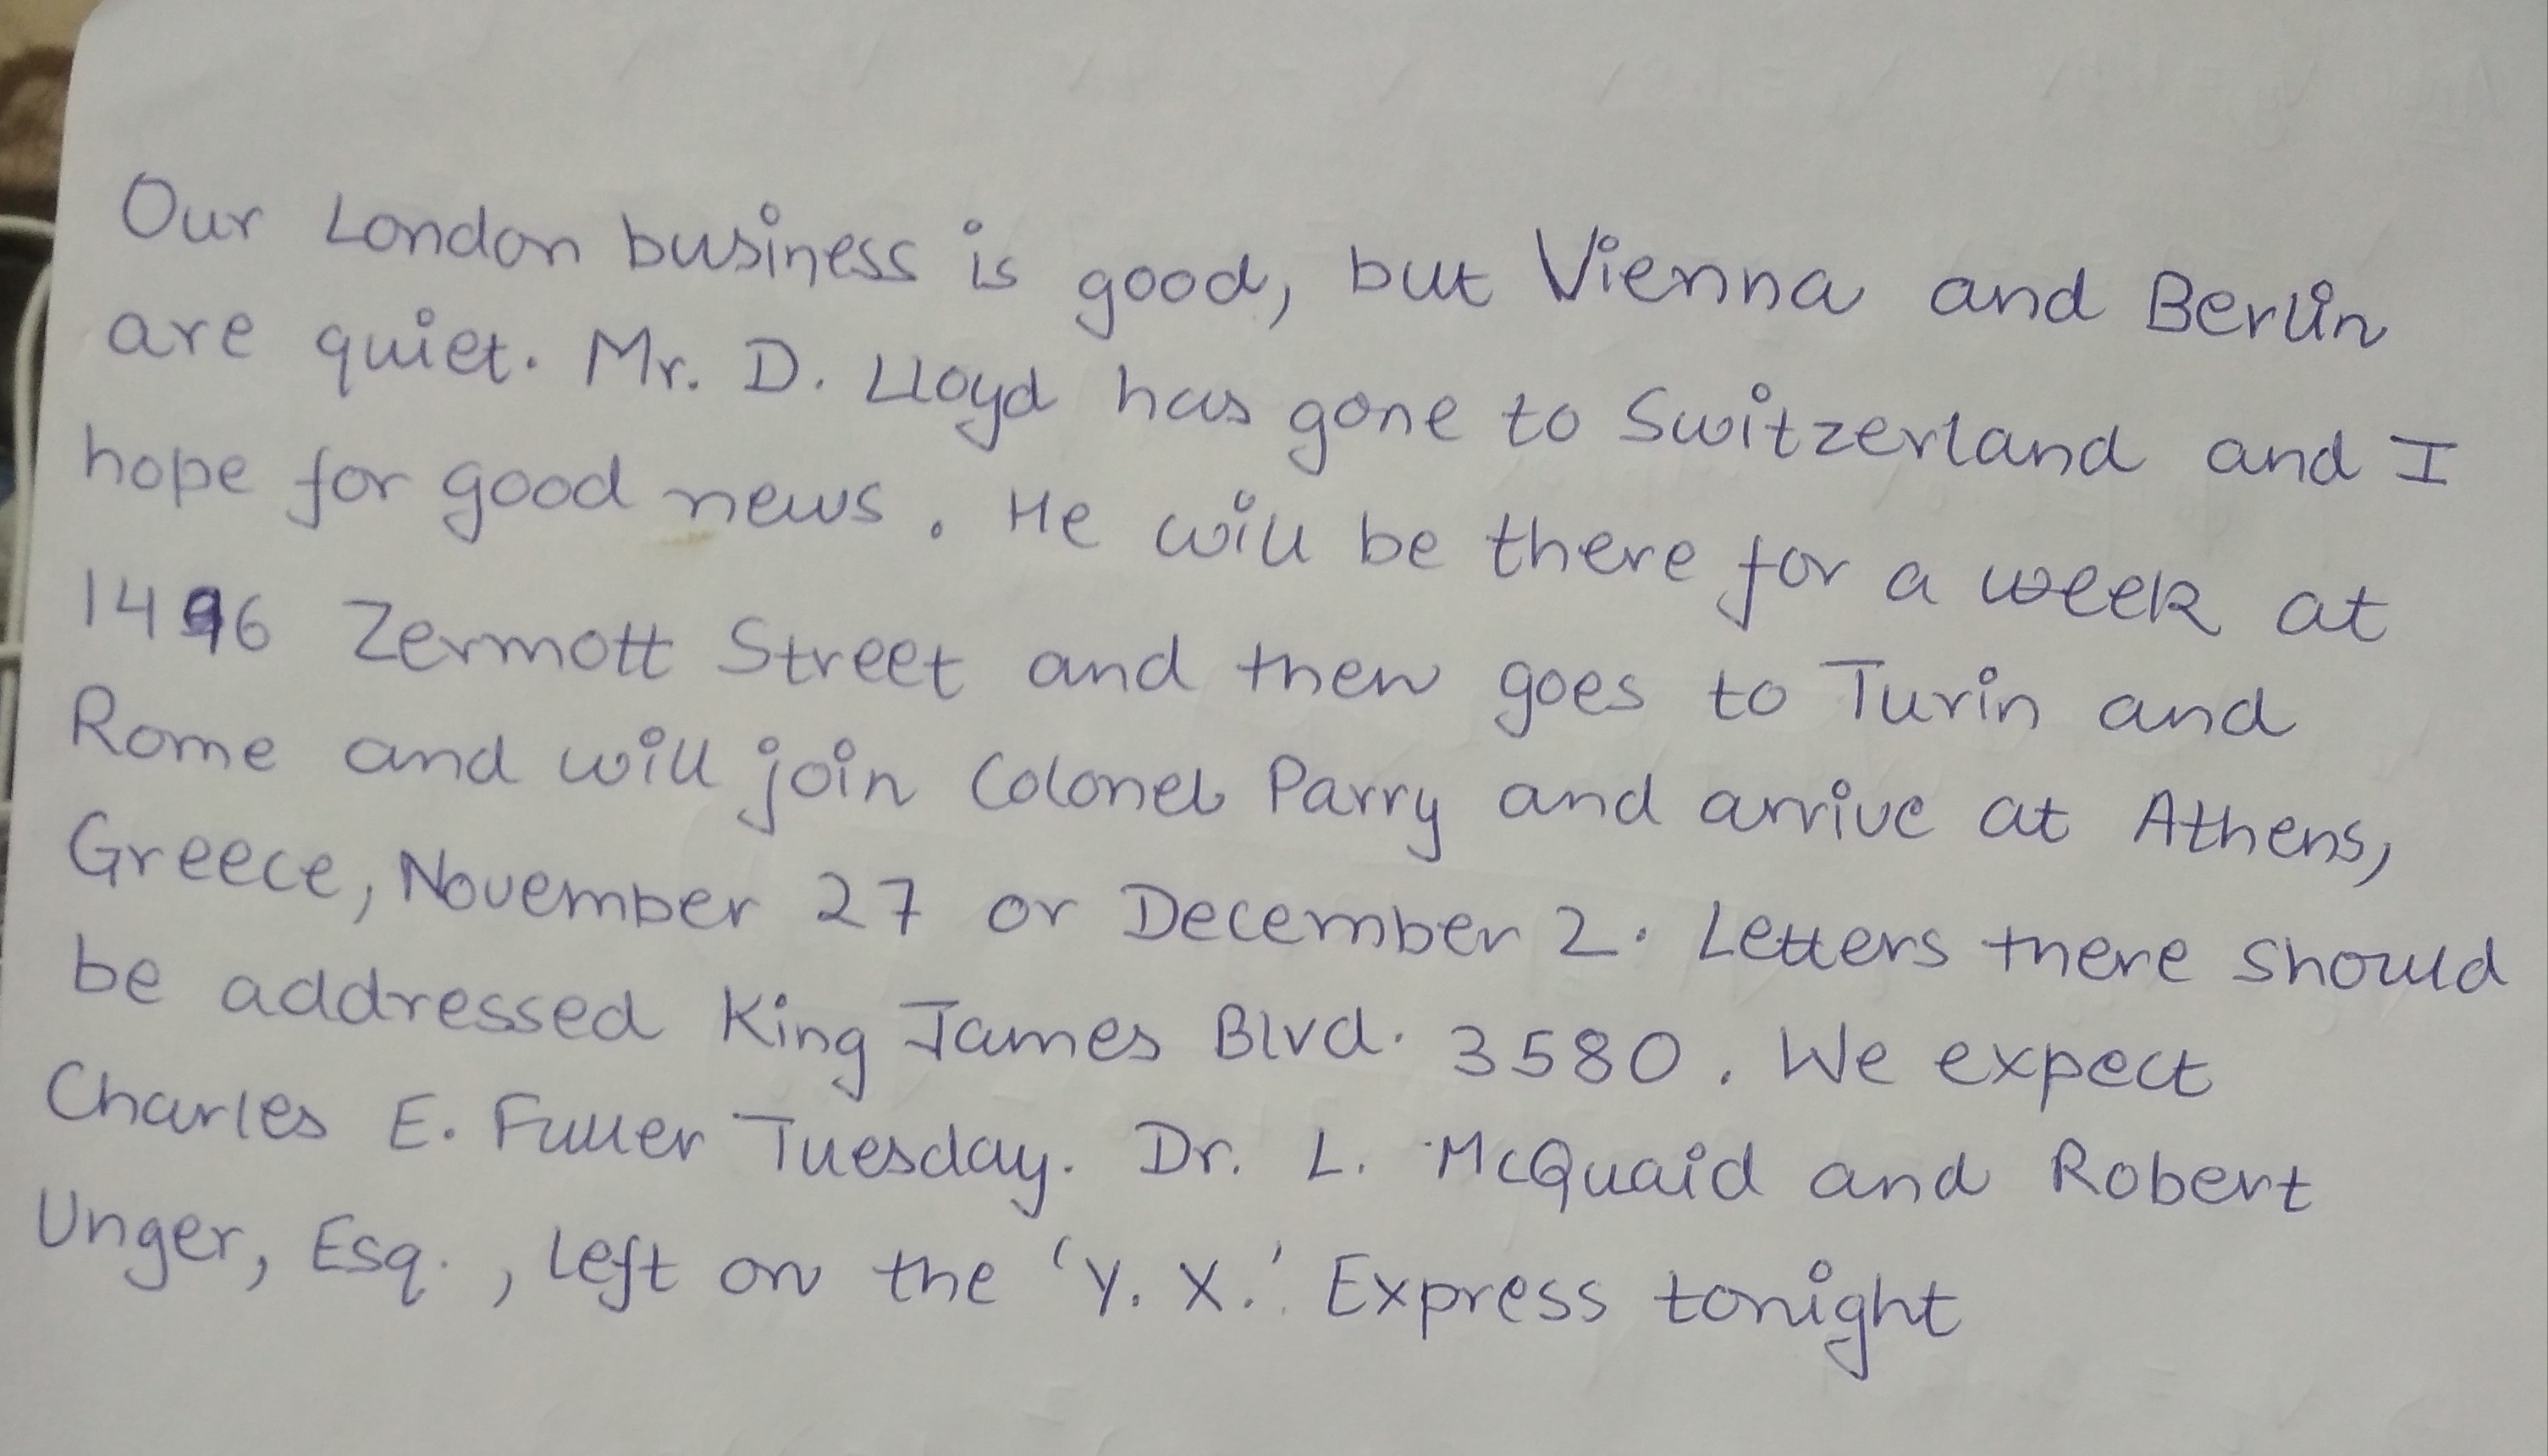 Our London business is good, but Vienna and Berlin
are quiet. Mr. D. Lloyd has gone to Switzerland and I
hope for good news. He will be there for a week at
1496 Zermott Street and then goes to Turin and
Rome and will join Colonel Parry and arrive at Athens,
Greece, November 27 or December 2. Letters there should
be addressed King James Blvd. 3580. We expect
Charles E. Fuller Tuesday. Dr. L. McQuaid and Robert
Unger, Esq., left on the 'Y. X.' Express tonight